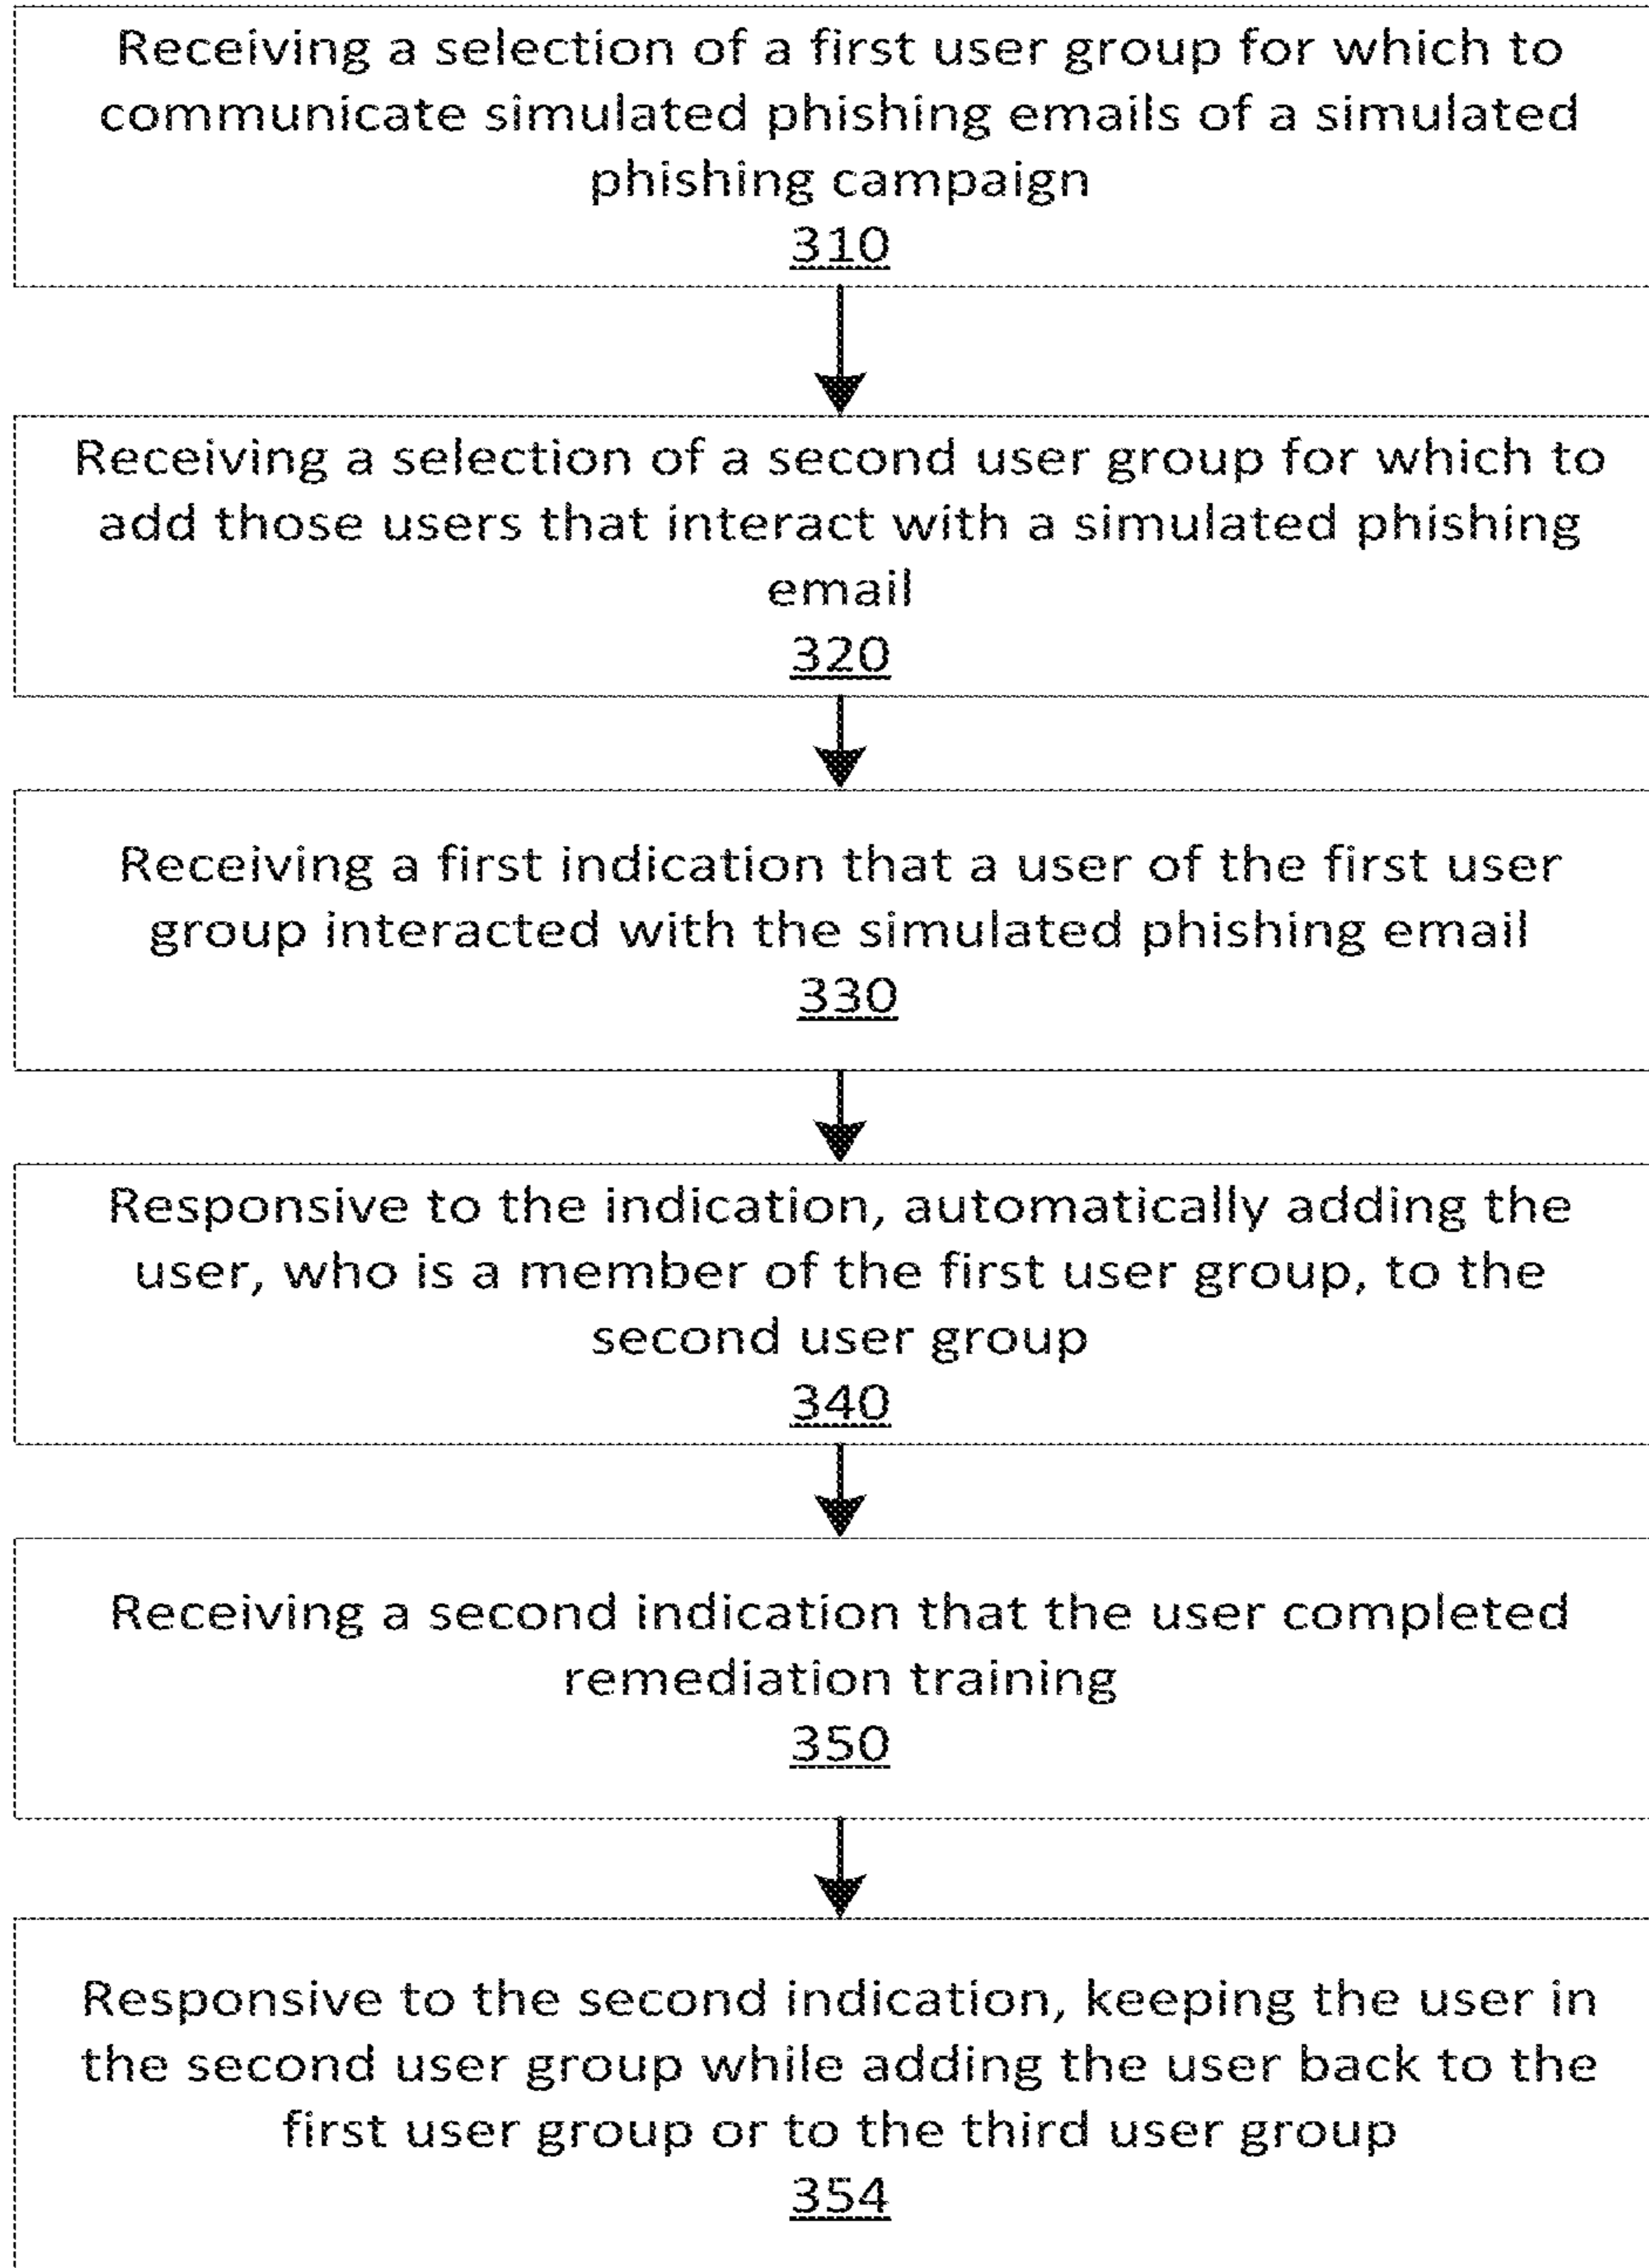 Receiving a selection of a first user group for which to
communicate simulated phishing emails of a simulated
phishing campaign
310
Receiving a selection of a second user group for which to
add those users that interact with a simulated phishing
email
320
Receiving a first indication that a user of the first user
group interacted with the simulated phishing email
330
Responsive to the indication, automatically adding the
user, who is a member of the first user group, to the
second user group
340
Receiving a second indication that the user completed
remediation training
350
Responsive to the second indication, keeping the user in
the second user group while adding the user back to the
first user group or to the third user group
354